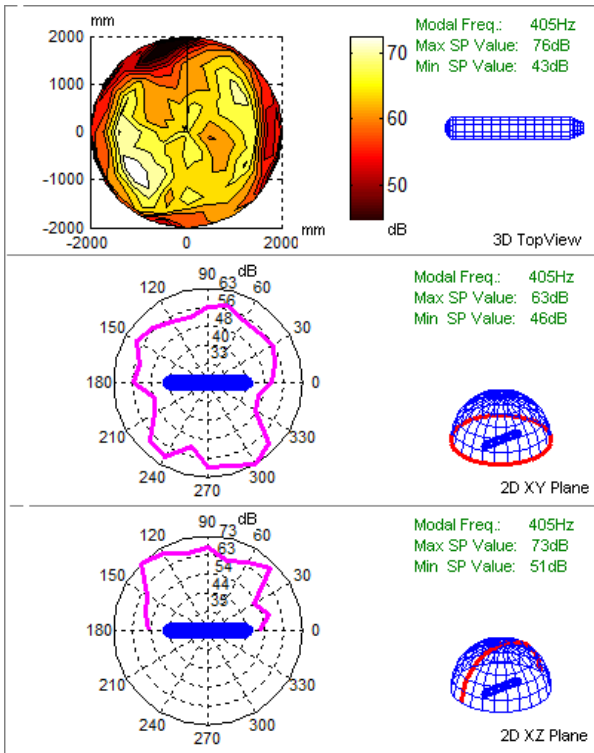 mm
2000
1000
0
-1000
-2000
-2000
0
2000
mm
70
60
50
dB
Modal Freq.: 405Hz
Max SP Value: 76dB
Min SP Value: 43dB
3D TopView
90
dB
63
56
48
40
33
120
60
150
30
180
0
210
330
240
300
270
Modal Freq.: 405Hz
Max SP Value: 63dB
Min SP Value: 46dB
2D XY Plane
90
dB
73
63
54
44
35
120
60
150
30
180
0
210
330
240
300
270
Modal Freq.: 405Hz
Max SP Value: 73dB
Min SP Value: 51dB
2D XZ Plane